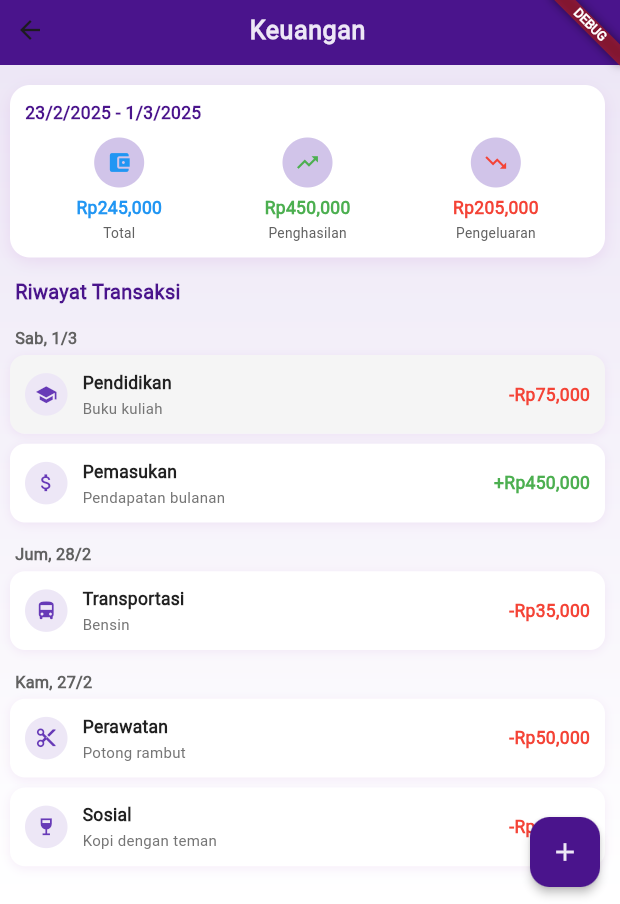 Keuangan
DEBUG
23/2/2025 - 1/3/2025
Rp245,000
Rp450,000
Rp205,000
Total
Penghasilan
Pengeluaran
Riwayat Transaksi
Sab, 1/3
Pendidikan
Buku kuliah
-Rp75,000
Pemasukan
Pendapatan bulanan
+Rp450,000
Jum, 28/2
Transportasi
Bensin
-Rp35,000
Kam, 27/2
Perawatan
Potong rambut
-Rp50,000
Sosial
Kopi dengan teman
-Rp
+